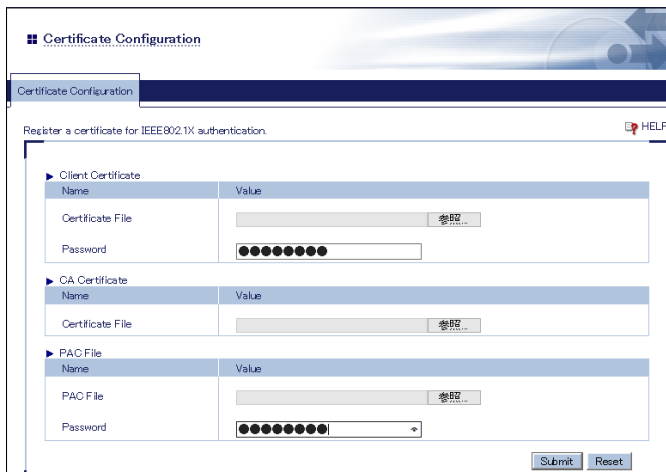 Certificate Configuration
Certificate Configuration
Register a certificate for IEEE802.1X authentication.
HELP
Client Certificate
Name Value
Certificate File 参照...
Password ●●●●●●●●
CA Certificate
Name Value
Certificate File 参照...
PAC File
Name Value
PAC File 参照...
Password ●●●●●●●●
Submit Reset